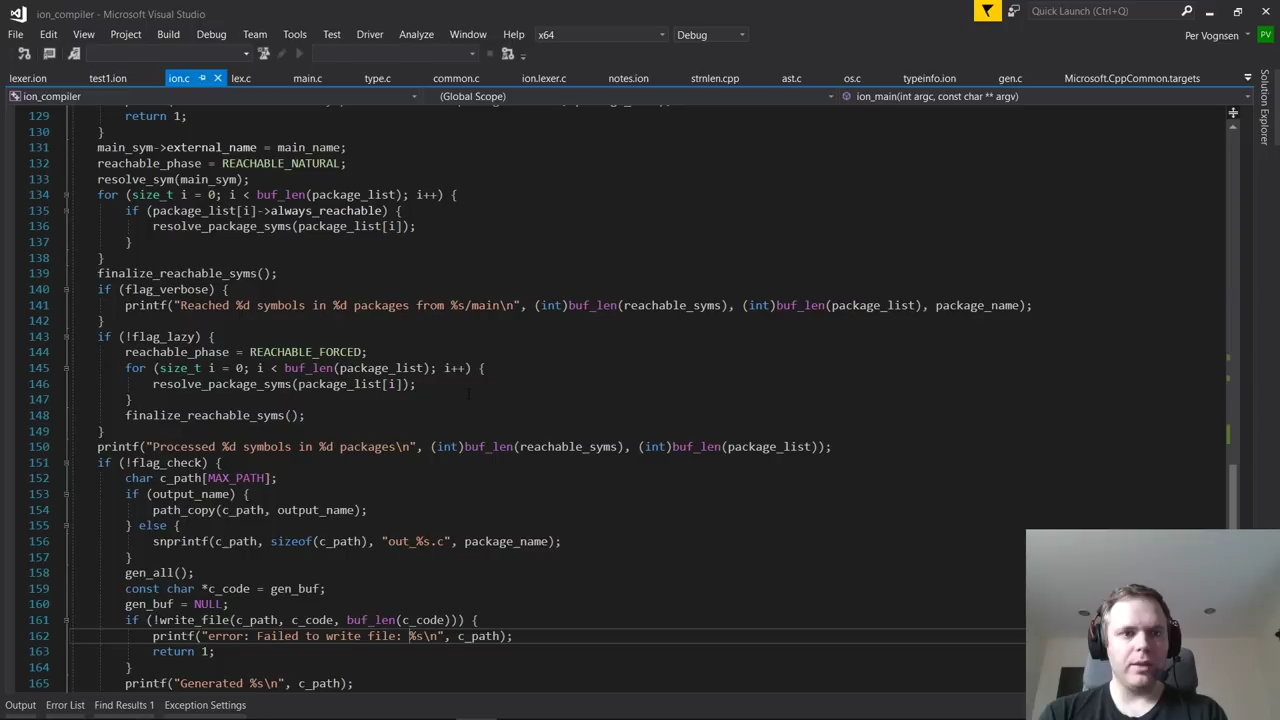 ion_compiler - Microsoft Visual Studio
Quick Launch (Ctrl+Q)
File Edit View Project Build Debug Team Tools Test Driver Analyze Window Help x64 Debug
Per Vognsen PV
lexer.ion test1.ion ion.c lex.c main.c type.c common.c ion.lexer.c notes.ion strnlen.cpp ast.c os.c typeinfo.ion gen.c Microsoft.CppCommon.targets
Solution Explorer
ion_compiler (Global Scope) ion_main(int argc, const char ** argv)
129 return 1;
130 }
131 main_sym->external_name = main_name;
132 reachable_phase = REACHABLE_NATURAL;
133 resolve_sym(main_sym);
134 for (size_t i = 0; i < buf_len(package_list); i++) {
135 if (package_list[i]->always_reachable) {
136 resolve_package_syms(package_list[i]);
137 }
138 }
139 finalize_reachable_syms();
140 if (flag_verbose) {
141 printf("Reached %d symbols in %d packages from %s/main\n", (int)buf_len(reachable_syms), (int)buf_len(package_list), package_name);
142 }
143 if (!flag_lazy) {
144 reachable_phase = REACHABLE_FORCED;
145 for (size_t i = 0; i < buf_len(package_list); i++) {
146 resolve_package_syms(package_list[i]);
147 }
148 finalize_reachable_syms();
149 }
150 printf("Processed %d symbols in %d packages\n", (int)buf_len(reachable_syms), (int)buf_len(package_list));
151 if (!flag_check) {
152 char c_path[MAX_PATH];
153 if (output_name) {
154 path_copy(c_path, output_name);
155 } else {
156 snprintf(c_path, sizeof(c_path), "out_%s.c", package_name);
157 }
158 gen_all();
159 const char *c_code = gen_buf;
160 gen_buf = NULL;
161 if (!write_file(c_path, c_code, buf_len(c_code))) {
162 printf("error: Failed to write file: %s\n", c_path);
163 return 1;
164 }
165 printf("Generated %s\n", c_path);
Output Error List Find Results 1 Exception Settings